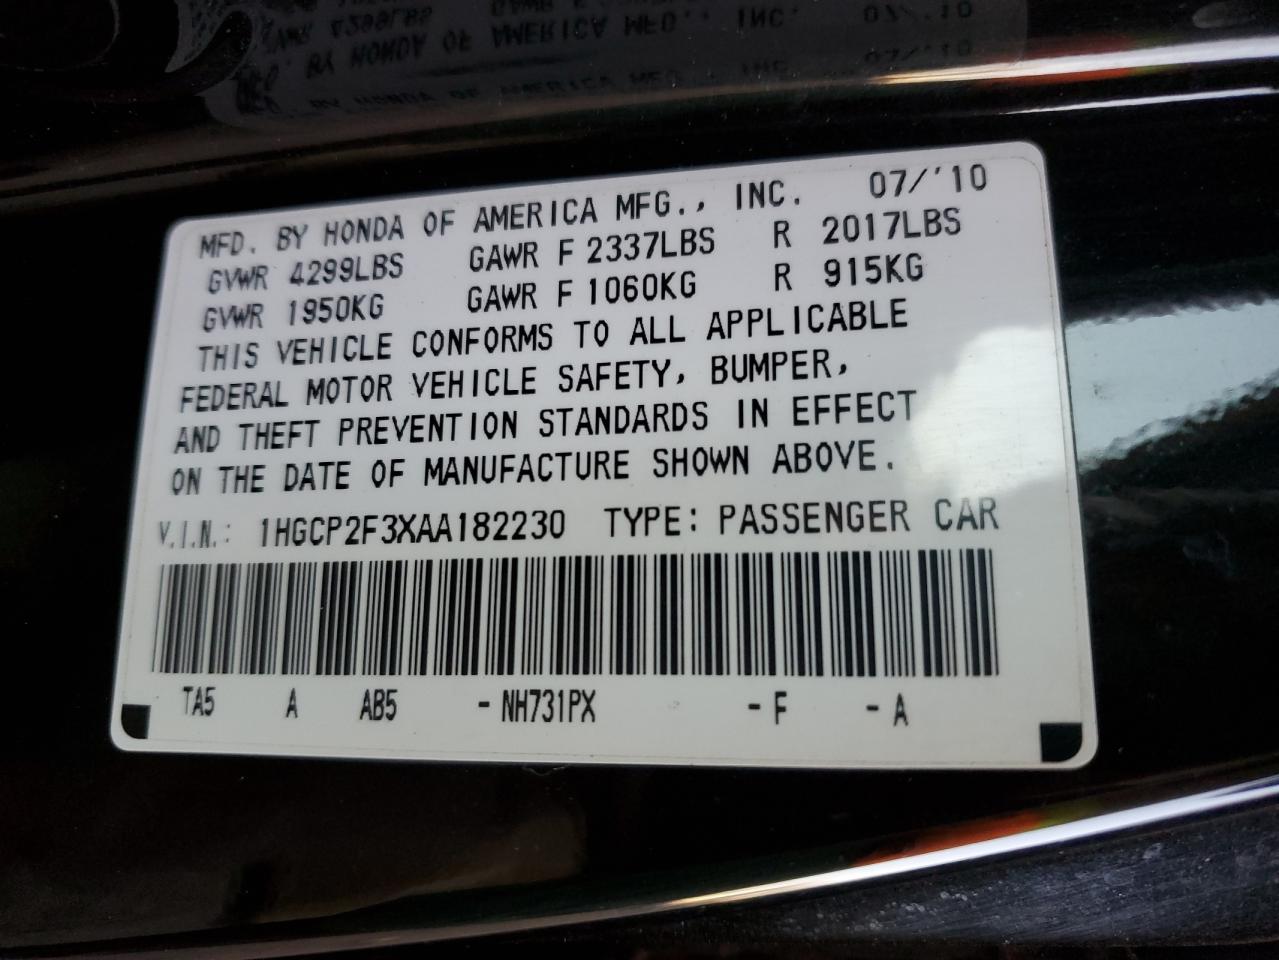 MFD. BY HONDA OF AMERICA MFG., INC. 07/'10
GVWR 4299LBS GAWR F 2337LBS R 2017LBS
GVWR 1950KG GAWR F 1060KG R 915KG
THIS VEHICLE CONFORMS TO ALL APPLICABLE
FEDERAL MOTOR VEHICLE SAFETY, BUMPER,
AND THEFT PREVENTION STANDARDS IN EFFECT
ON THE DATE OF MANUFACTURE SHOWN ABOVE.
V.I.N.: 1HGCP2F3XAA182230 TYPE: PASSENGER CAR
TA5 A AB5 -NH731PX -F -A